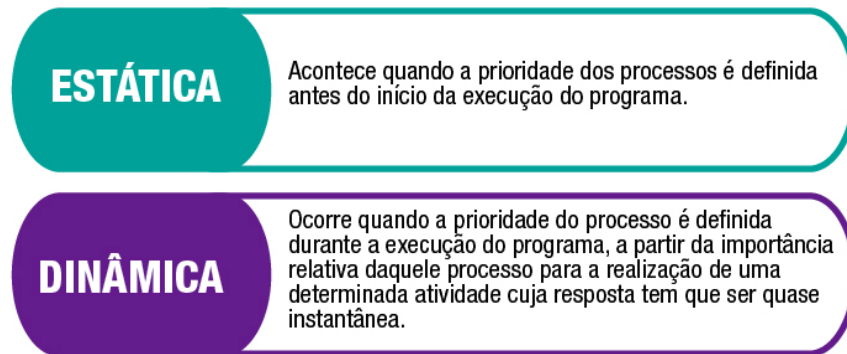 ESTÁTICA
Acontece quando a prioridade dos processos é definida
antes do início da execução do programa.
DINÂMICA
Ocorre quando a prioridade do processo é definida
durante a execução do programa, a partir da importância
relativa daquele processo para a realização de uma
determinada atividade cuja resposta tem que ser quase
instantânea.